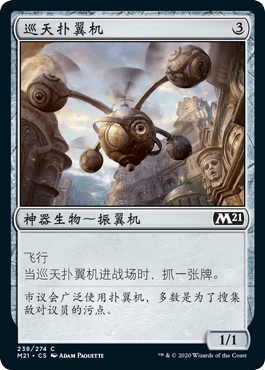 巡天扑翼机 3
神器生物～振翼机 M21
飞行
当巡天扑翼机进战场时，抓一张牌。
市议会广泛使用扑翼机，多数是为了搜集
敌对议员的污点。
1/1
238/274 C
M21 • CS ADAM PAQUETTE ™ & © 2020 Wizards of the Coast